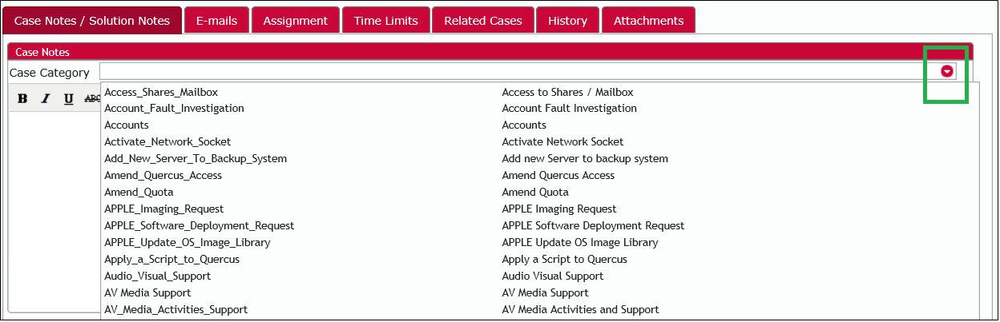 Case Notes / Solution Notes E-mails Assignment Time Limits Related Cases History Attachments
Case Notes
Case Category
B I U ABC
Access_Shares_Mailbox Access to Shares / Mailbox
Account_Fault_Investigation Account Fault Investigation
Accounts Accounts
Activate_Network_Socket Activate Network Socket
Add_New_Server_To_Backup_System Add new Server to backup system
Amend_Quercus_Access Amend Quercus Access
Amend_Quota Amend Quota
APPLE_Imaging_Request APPLE Imaging Request
APPLE_Software_Deployment_Request APPLE Software Deployment Request
APPLE_Update_OS_Image_Library APPLE Update OS Image Library
Apply_a_Script_to_Quercus Apply a Script to Quercus
Audio_Visual_Support Audio Visual Support
AV Media Support AV Media Support
AV_Media_Activities_Support AV Media Activities and Support